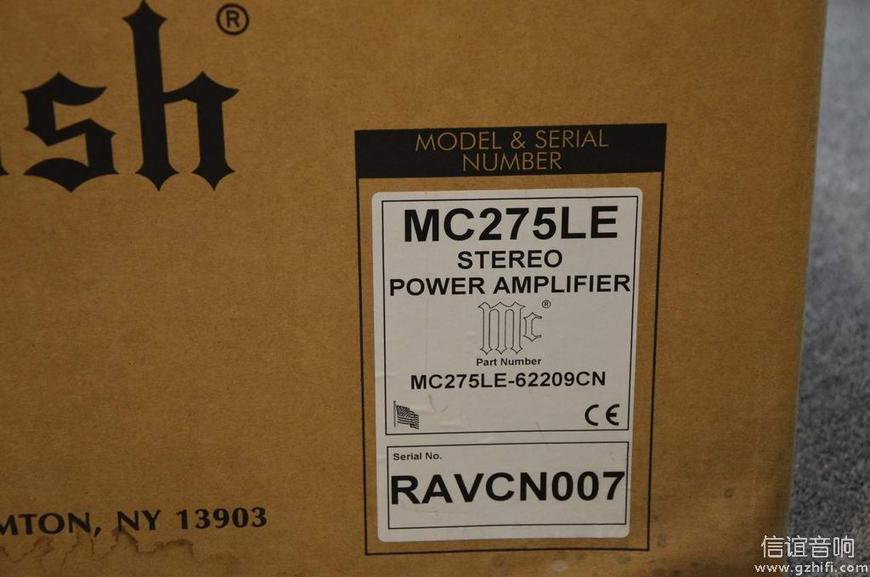 sh®
MODEL & SERIAL
NUMBER
MC275LE
STEREO
POWER AMPLIFIER
Mc®
Part Number
MC275LE-62209CN
CE
Serial No.
RAVCN007
MTON, NY 13903
信谊音响
www.gzhifi.com